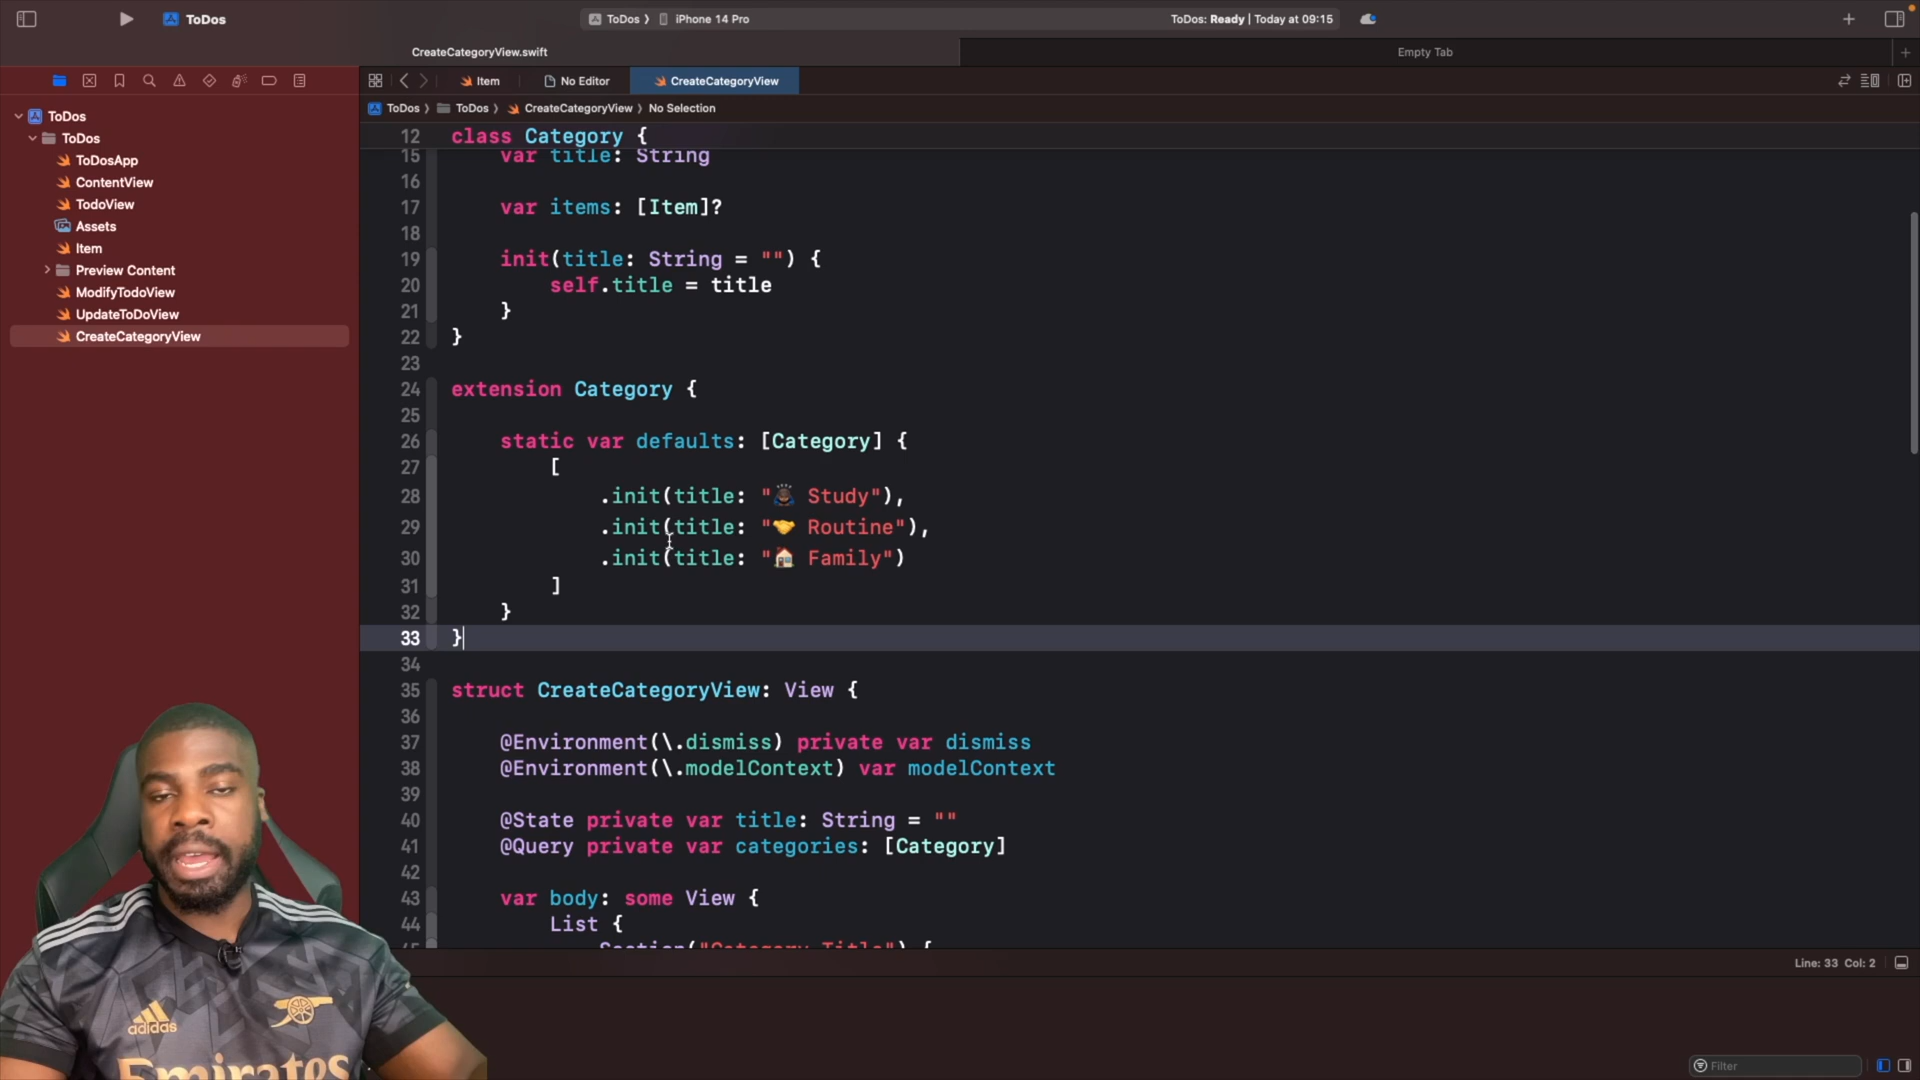 ToDos
ToDos
iPhone 14 Pro
ToDos: Ready | Today at 09:15
CreateCategoryView.swift
Empty Tab
Item
No Editor
CreateCategoryView
ToDos
ToDos
CreateCategoryView
No Selection
ToDos
ToDos
ToDosApp
ContentView
TodoView
Assets
Item
Preview Content
ModifyTodoView
UpdateToDoView
CreateCategoryView
12 class Category {
15 var title: String
16
17 var items: [Item]?
18
19 init(title: String = "") {
20 self.title = title
21 }
22 }
23
24 extension Category {
25
26 static var defaults: [Category] {
27 [
28 .init(title: "🙇🏾‍♂️ Study"),
29 .init(title: "🤝 Routine"),
30 .init(title: "🏠 Family")
31 ]
32 }
33 }
34
35 struct CreateCategoryView: View {
36
37 @Environment(\.dismiss) private var dismiss
38 @Environment(\.modelContext) var modelContext
39
40 @State private var title: String = ""
41 @Query private var categories: [Category]
42
43 var body: some View {
44 List {
45 Section("Category Title") {
Line: 33 Col: 2
Filter
adidas
Emirates